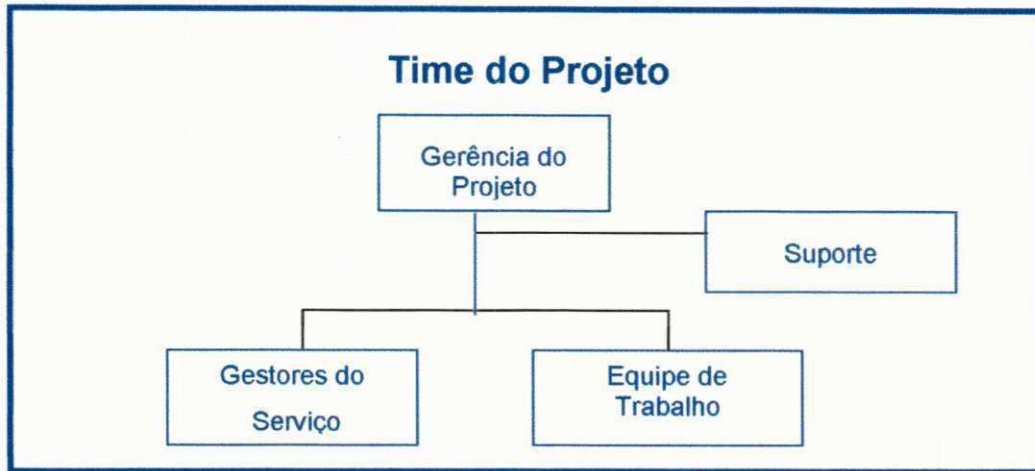 Time do Projeto
Gerência do
Projeto
Suporte
Gestores do
Serviço
Equipe de
Trabalho